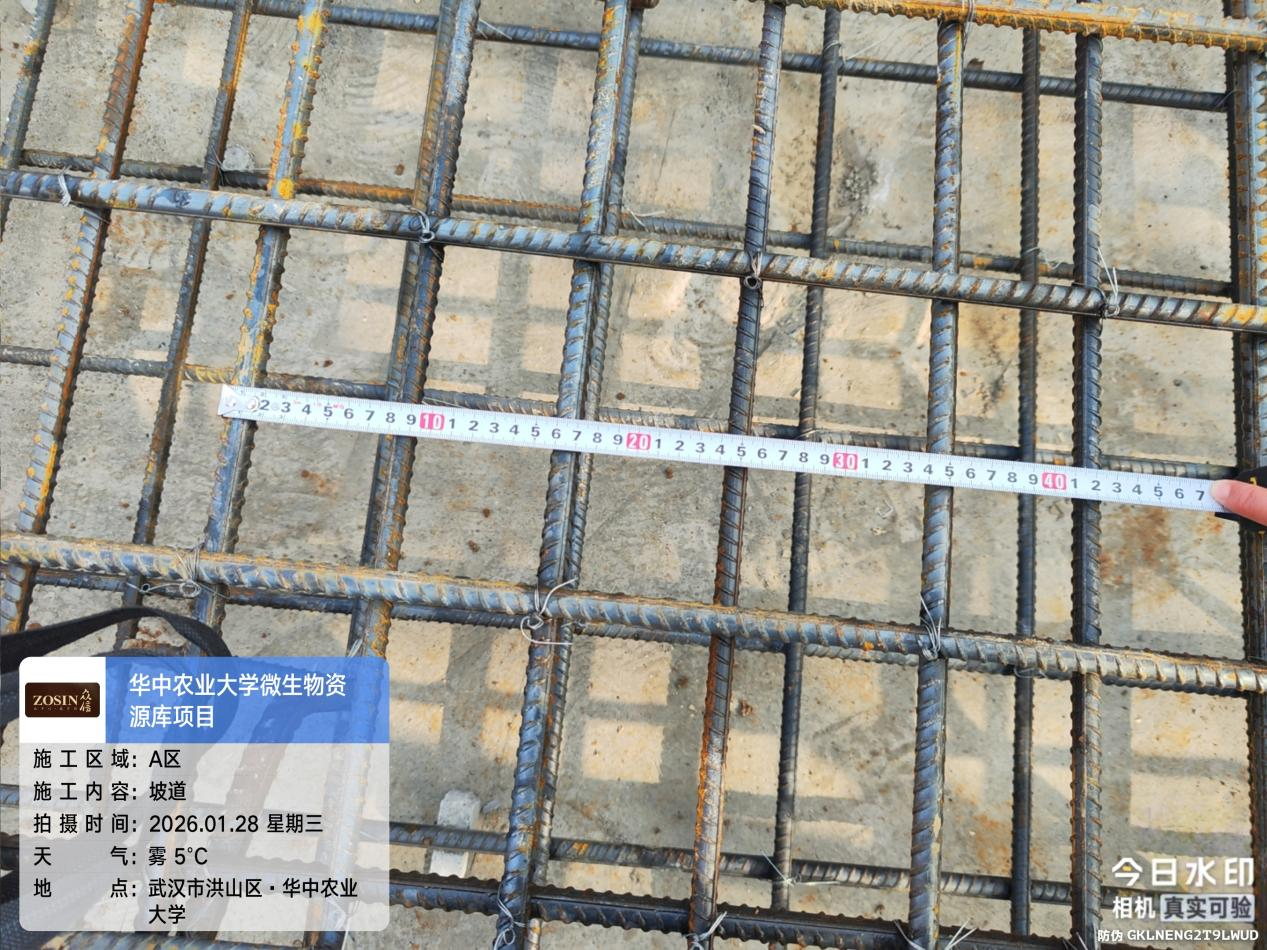 2 3 4 5 6 7 8 9 10 1 2 3 4 5 6 7 8 9 20 1 2 3 4 5 6 7 8 9 30 1 2 3 4 5 6 7 8 9 40 1 2 3 4 5 6 7
ZOSIN 众信
华中农业大学微生物资
源库项目
施工区域：A区
施工内容：坡道
拍摄时间：2026.01.28 星期三
天气：雾 5℃
地点：武汉市洪山区·华中农业
大学
今日水印
相机 真实可验
防伪 GKLNENG2T9LWUD